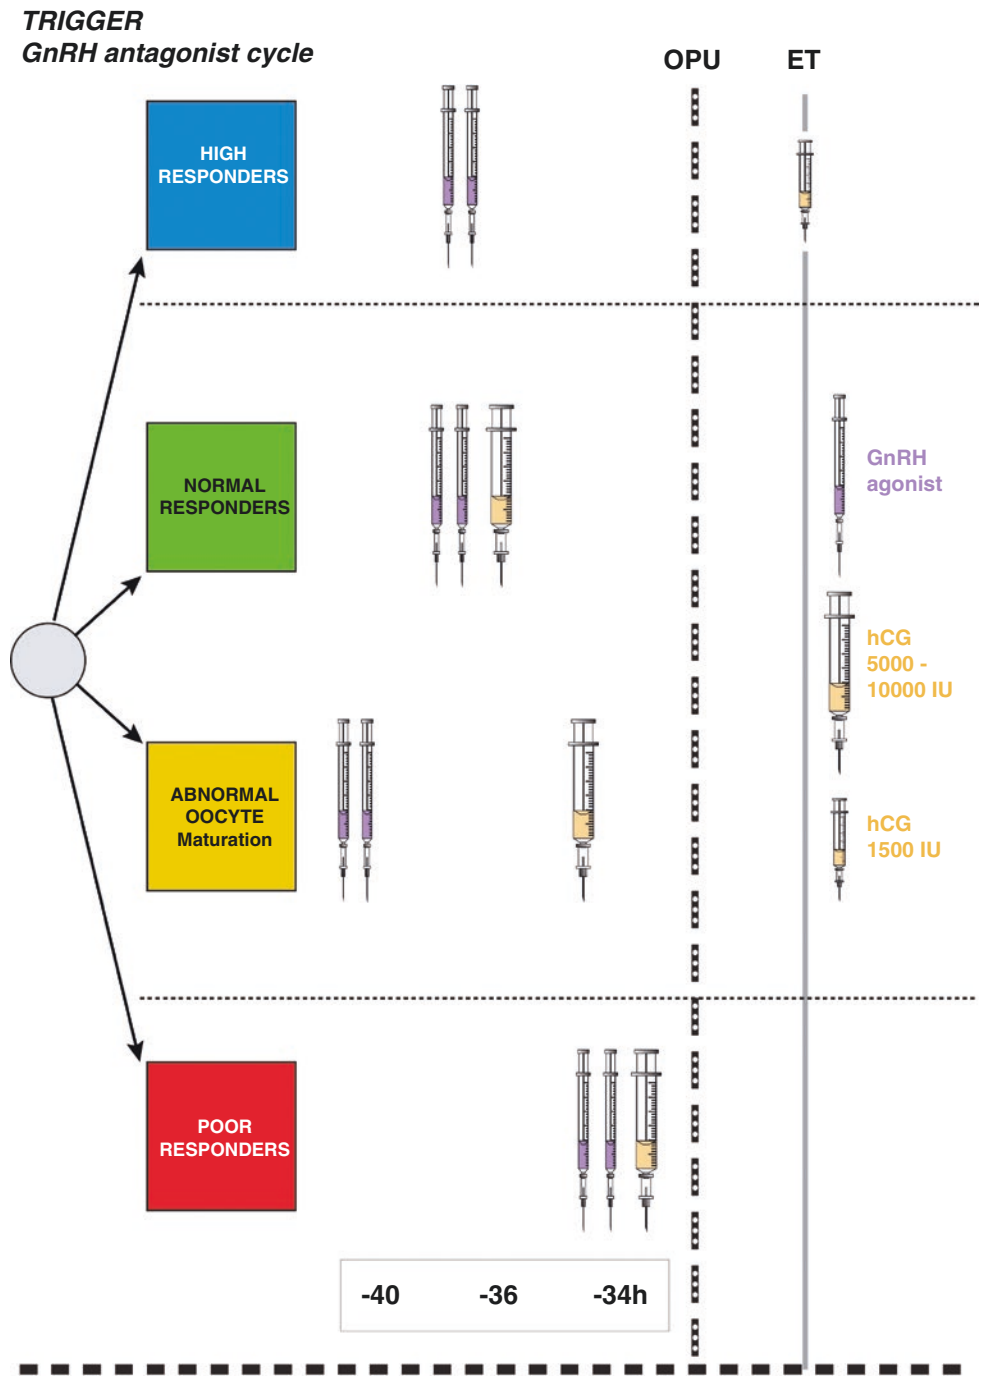 TRIGGER
GnRH antagonist cycle
OPU
ET
HIGH
RESPONDERS
NORMAL
RESPONDERS
GnRH
agonist
hCG
5000 -
10000 IU
ABNORMAL
OOCYTE
Maturation
hCG
1500 IU
POOR
RESPONDERS
-40 -36 -34h